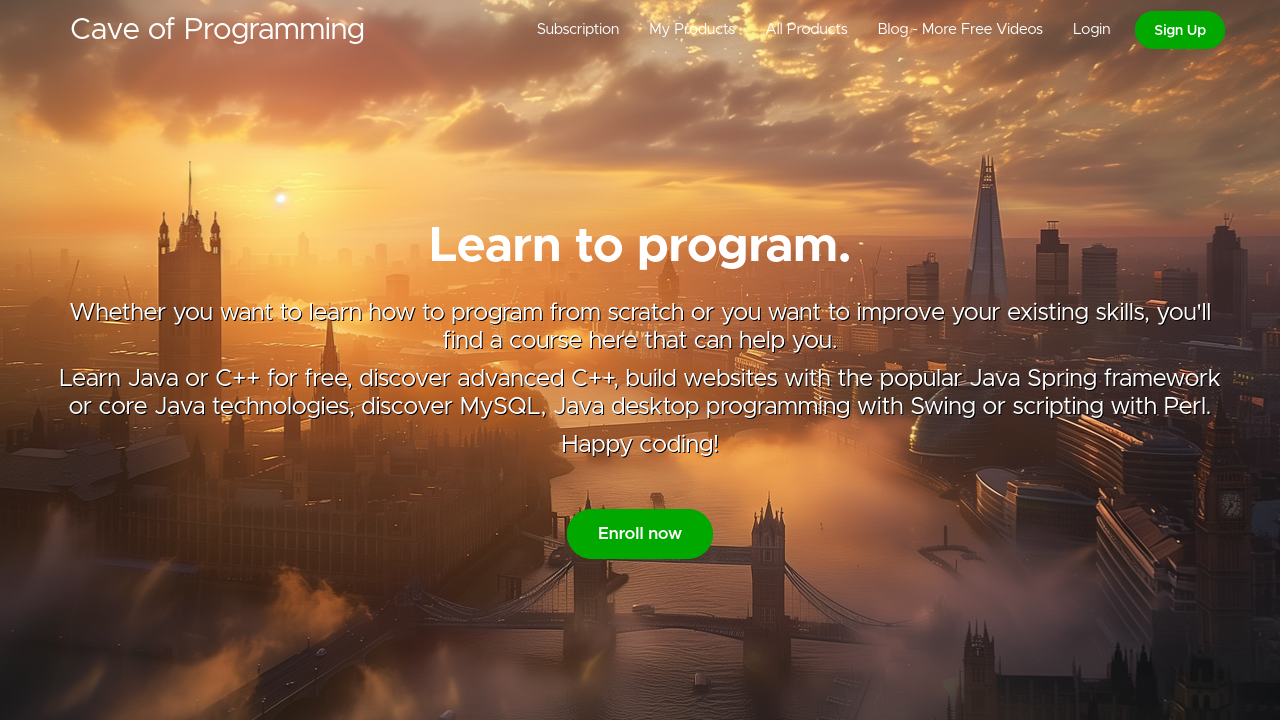 Cave of Programming
Subscription
My Products
All Products
Blog - More Free Videos
Login
Sign Up
Learn to program.
Whether you want to learn how to program from scratch or you want to improve your existing skills, you'll
find a course here that can help you.
Learn Java or C++ for free, discover advanced C++, build websites with the popular Java Spring framework
or core Java technologies, discover MySQL, Java desktop programming with Swing or scripting with Perl.
Happy coding!
Enroll now